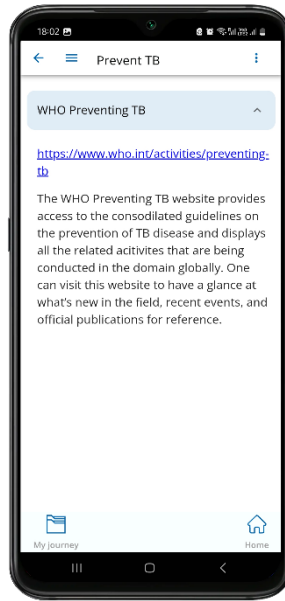 18:02
Prevent TB
WHO Preventing TB
https://www.who.int/activities/preventing-
tb
The WHO Preventing TB website provides
access to the consodilated guidelines on
the prevention of TB disease and displays
all the related acitivites that are being
conducted in the domain globally. One
can visit this website to have a glance at
what's new in the field, recent events, and
official publications for reference.
My journey
Home